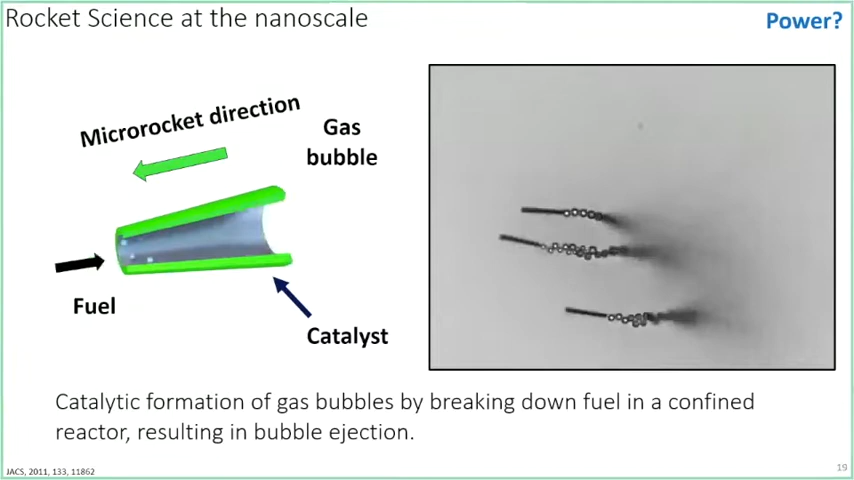 Rocket Science at the nanoscale
Power?
Microrocket direction
Gas
bubble
Fuel
Catalyst
Catalytic formation of gas bubbles by breaking down fuel in a confined
reactor, resulting in bubble ejection.
JACS, 2011, 133, 11862
19